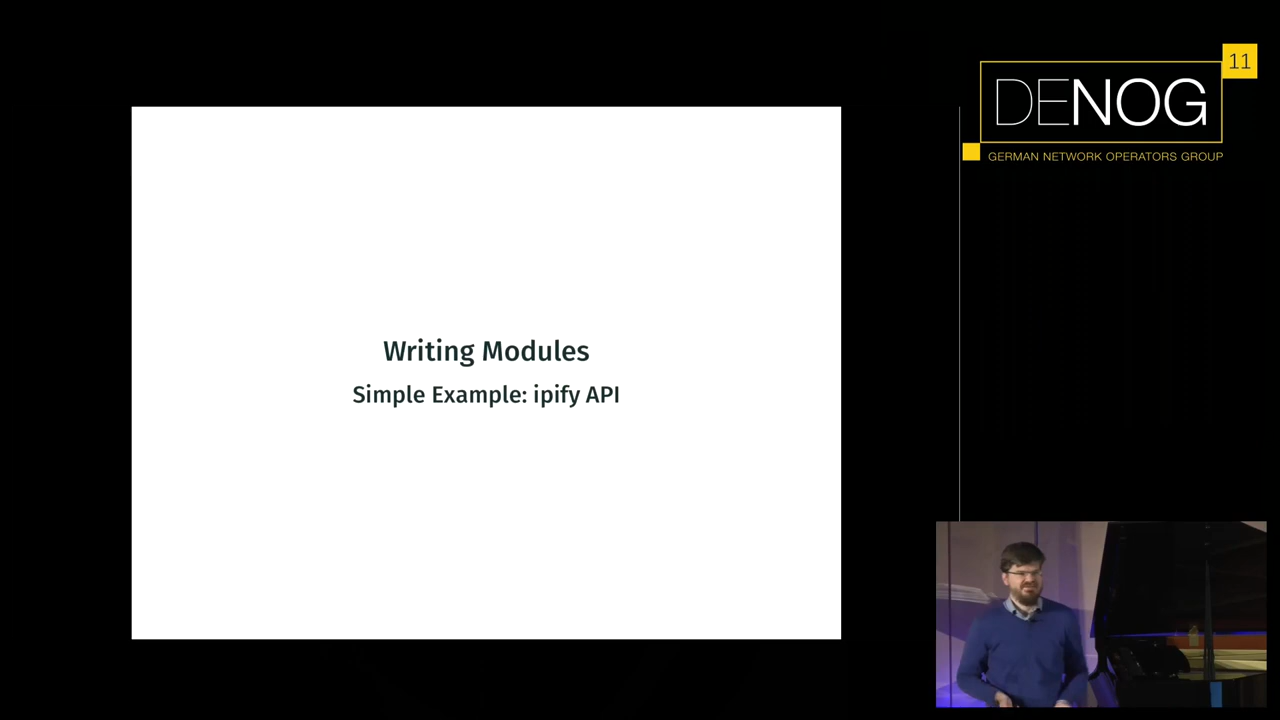 Writing Modules
Simple Example: ipify API
11
DENOG
GERMAN NETWORK OPERATORS GROUP